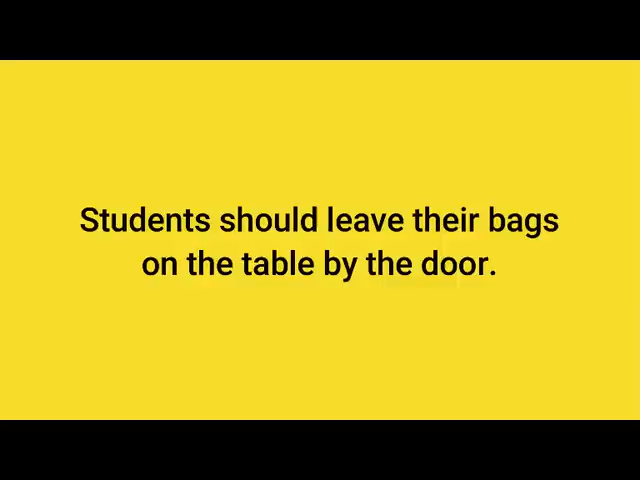 Students should leave their bags
on the table by the door.